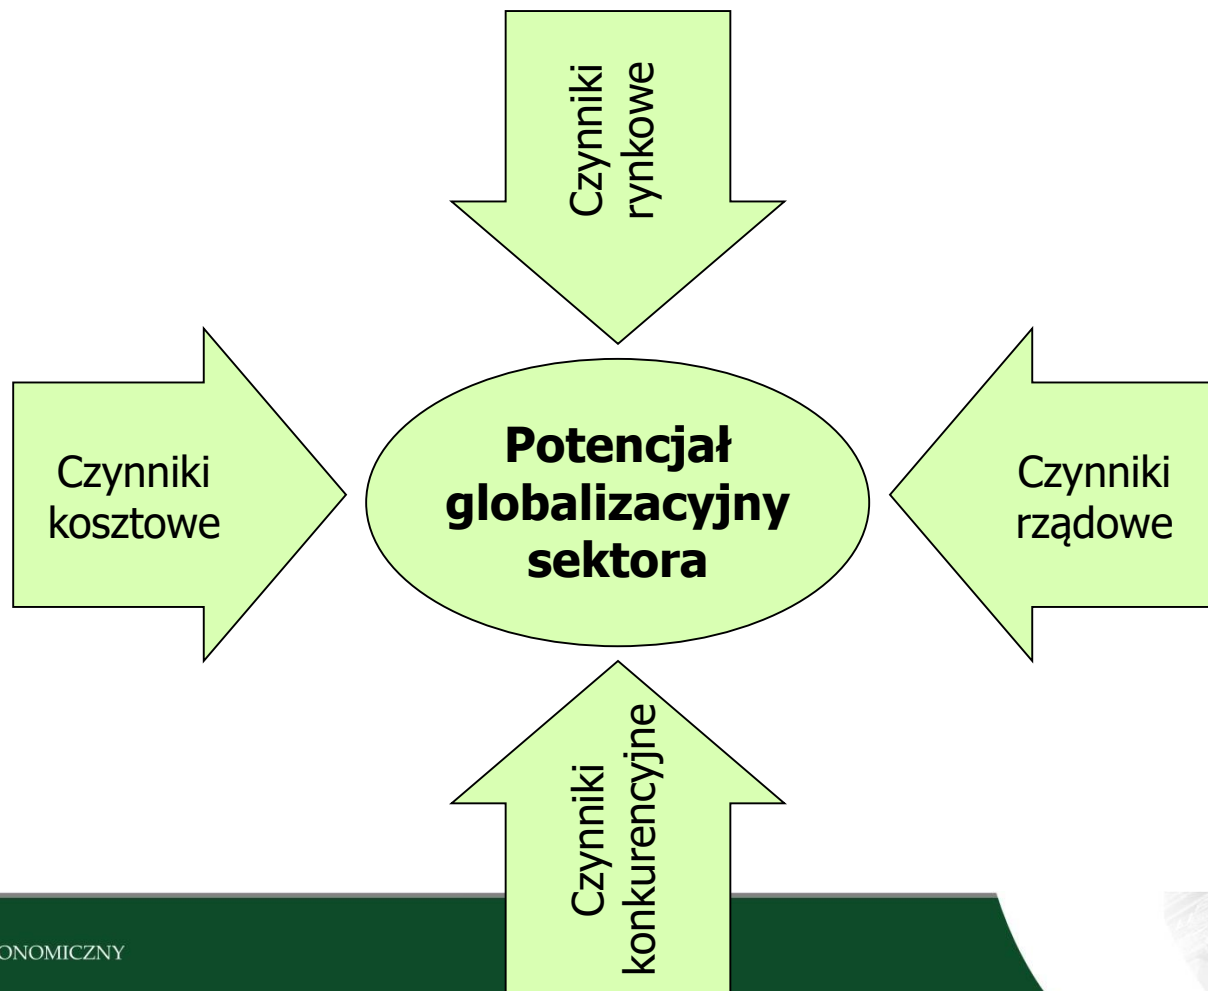 Czynniki
rynkowe
Czynniki
kosztowe
Potencjał
globalizacyjny
sektora
Czynniki
rządowe
Czynniki
konkurencyjne
ONOMICZNY